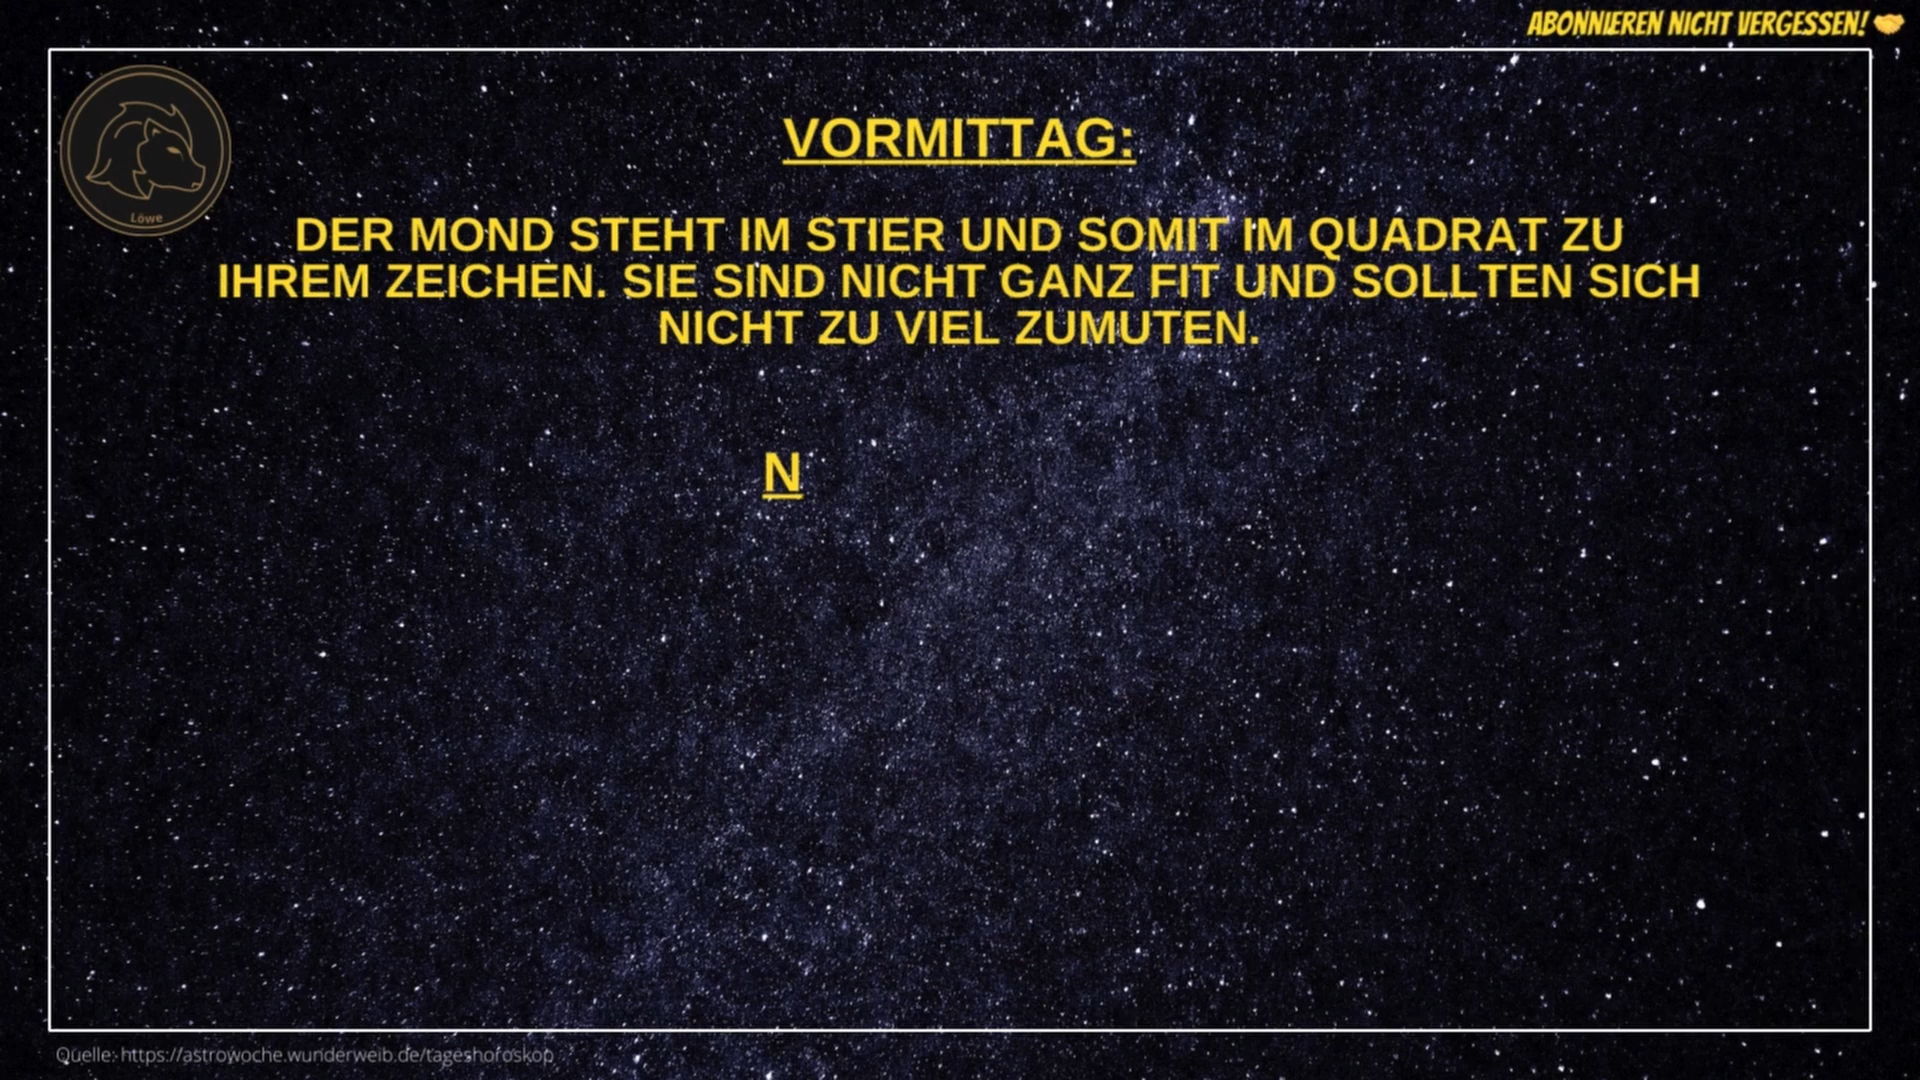 ABONNIEREN NICHT VERGESSEN!
Löwe
VORMITTAG:
DER MOND STEHT IM STIER UND SOMIT IM QUADRAT ZU
IHREM ZEICHEN. SIE SIND NICHT GANZ FIT UND SOLLTEN SICH
NICHT ZU VIEL ZUMUTEN.
N
Quelle: https://astrowoche.wunderweib.de/tageshoroskop